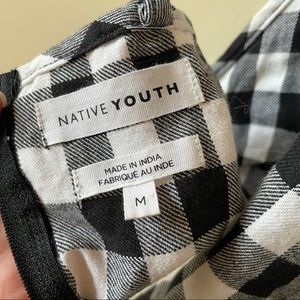 NATIVE YOUTH
MADE IN INDIA
FABRIQUÉ AU INDE
M